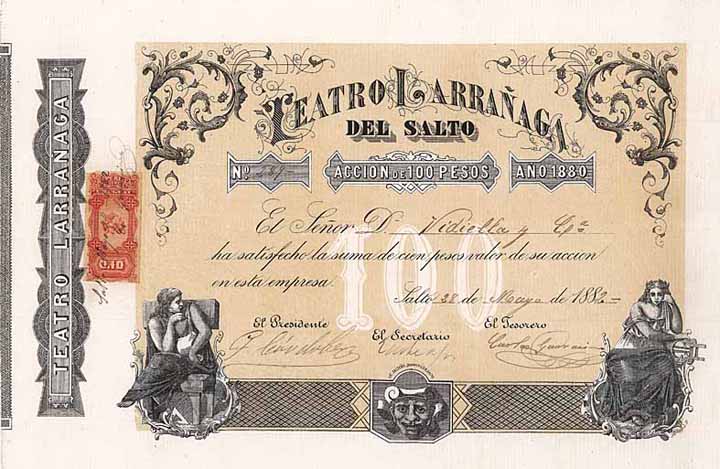 TEATRO LARRAÑAGA
TEATRO LARRAÑAGA
DEL SALTO
Nº
ACCION DE 100 PESOS
AÑO 1880
El Señor D. Vidiella y Cª
ha satisfecho la suma de cien pesos valor de su accion
en esta empresa.
100
Salto 28 de Mayo de 1882
El Presidente
El Secretario
El Tesorero
0.10